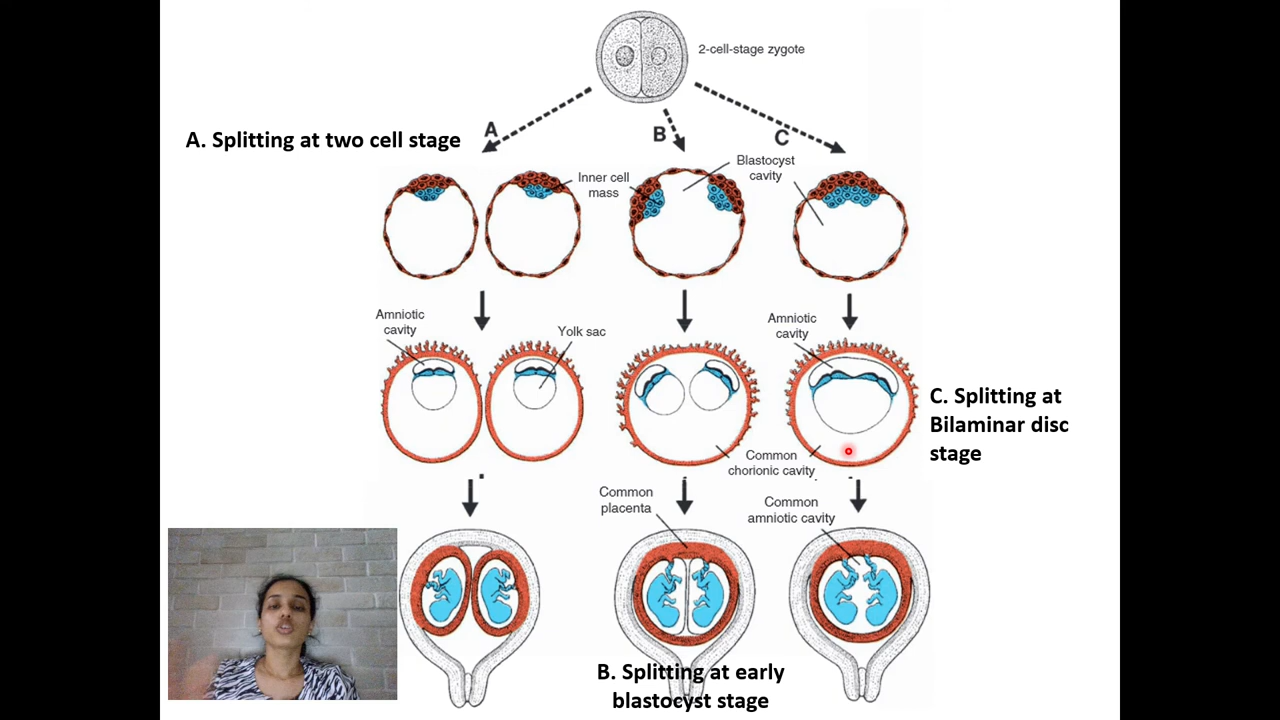 2-cell-stage zygote
A. Splitting at two cell stage
A
B
C
Blastocyst
cavity
Inner cell
mass
Amniotic
cavity
Yolk sac
Amniotic
cavity
C. Splitting at
Bilaminar disc
stage
Common
chorionic cavity
Common
placenta
Common
amniotic cavity
B. Splitting at early
blastocyst stage